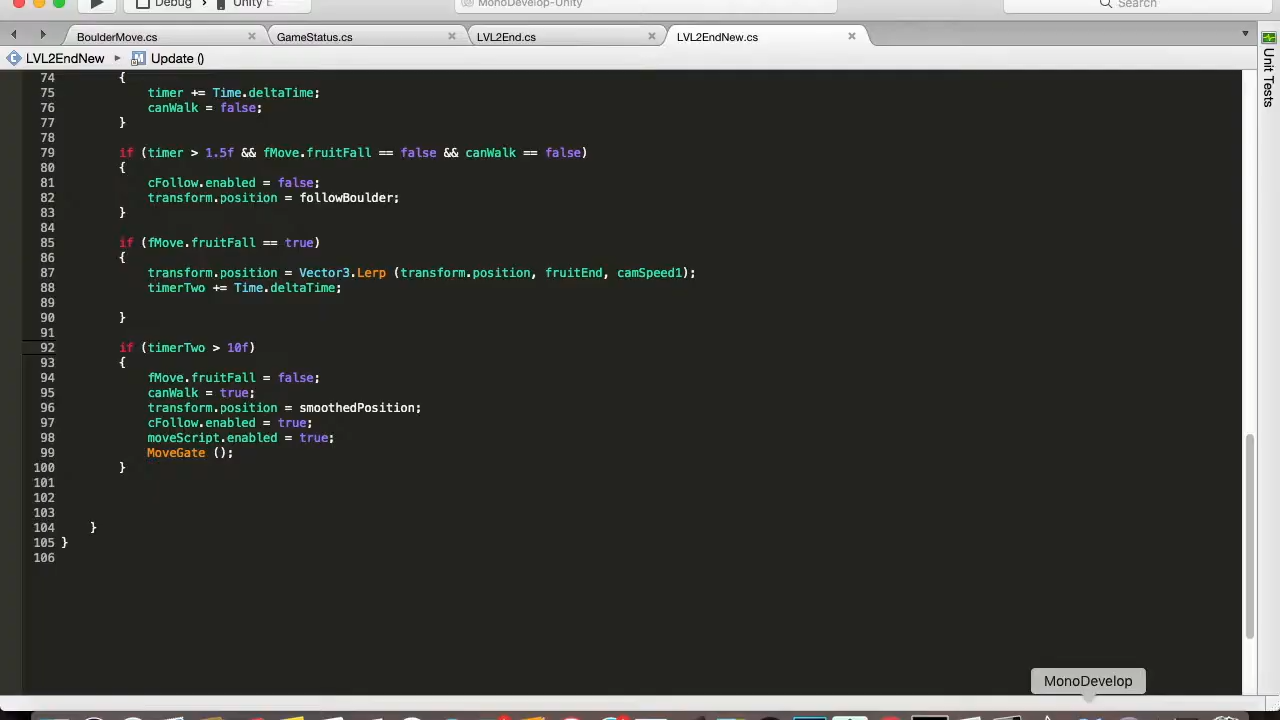 Debug
Unity E
MonoDevelop-Unity
Search
BoulderMove.cs
GameStatus.cs
LVL2End.cs
LVL2EndNew.cs
LVL2EndNew
Update ()
Unit Tests
74 {
75 timer += Time.deltaTime;
76 canWalk = false;
77 }
78
79 if (timer > 1.5f && fMove.fruitFall == false && canWalk == false)
80 {
81 cFollow.enabled = false;
82 transform.position = followBoulder;
83 }
84
85 if (fMove.fruitFall == true)
86 {
87 transform.position = Vector3.Lerp (transform.position, fruitEnd, camSpeed1);
88 timerTwo += Time.deltaTime;
89
90 }
91
92 if (timerTwo > 10f)
93 {
94 fMove.fruitFall = false;
95 canWalk = true;
96 transform.position = smoothedPosition;
97 cFollow.enabled = true;
98 moveScript.enabled = true;
99 MoveGate ();
100 }
101
102
103
104 }
105 }
106
MonoDevelop